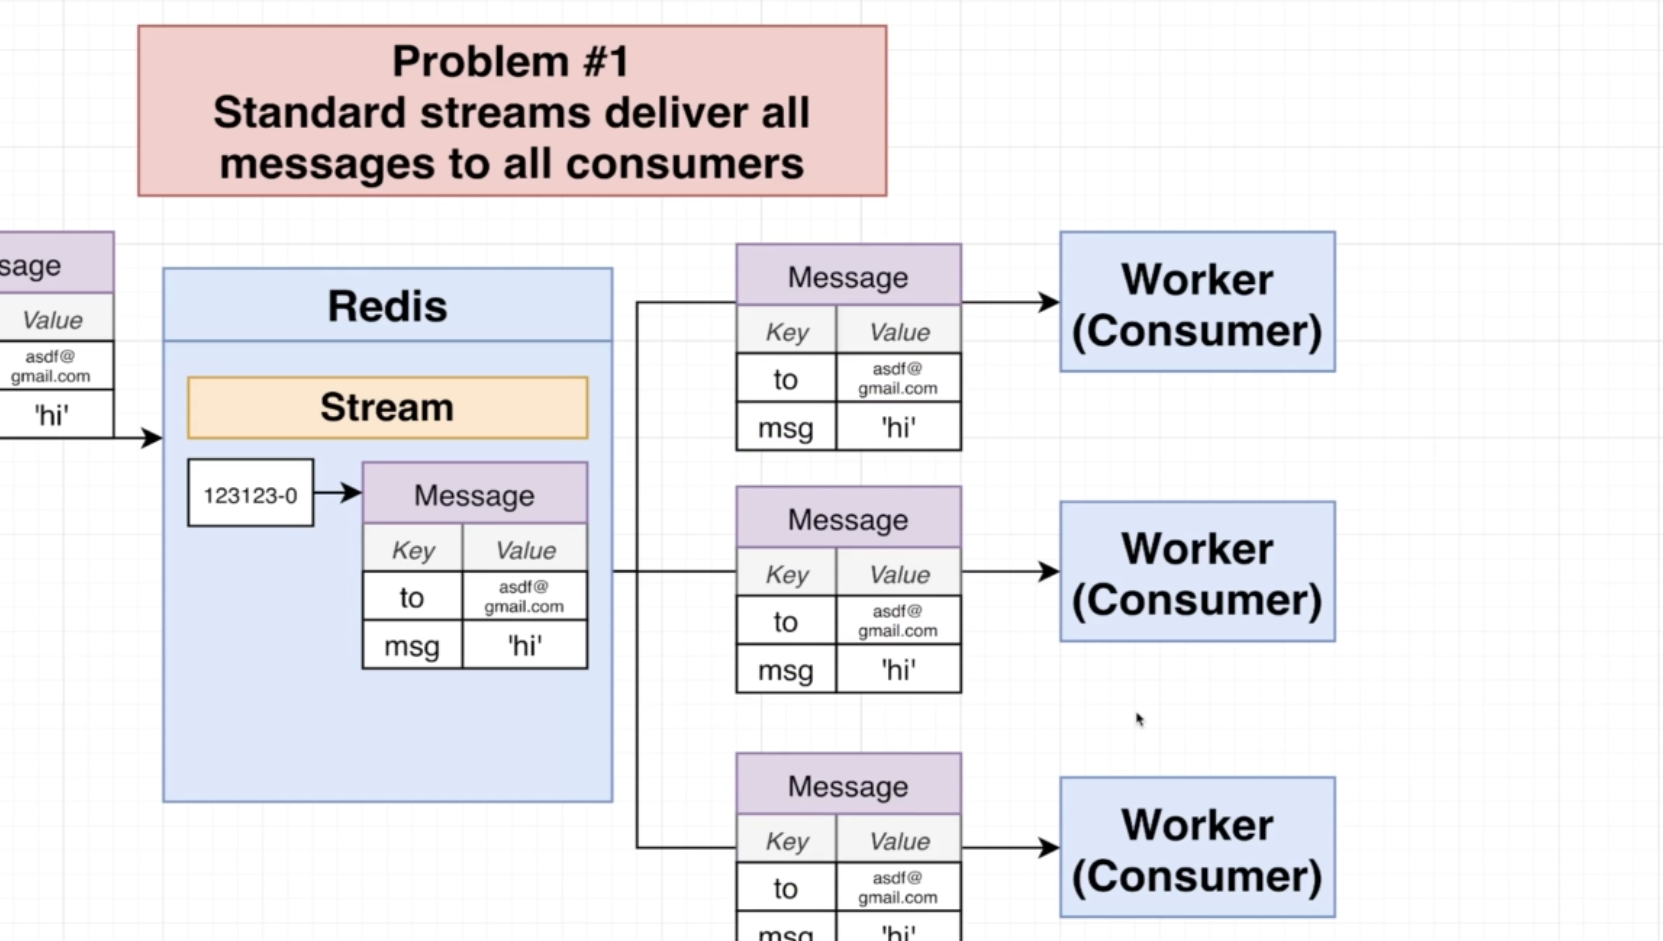 Problem #1
Standard streams deliver all
messages to all consumers
sage
Value
asdf@
gmail.com
'hi'
Redis
Stream
123123-0
Message
Key Value
to asdf@
gmail.com
msg 'hi'
Message
Key Value
to asdf@
gmail.com
msg 'hi'
Worker
(Consumer)
Message
Key Value
to asdf@
gmail.com
msg 'hi'
Worker
(Consumer)
Message
Key Value
to asdf@
gmail.com
msg 'hi'
Worker
(Consumer)